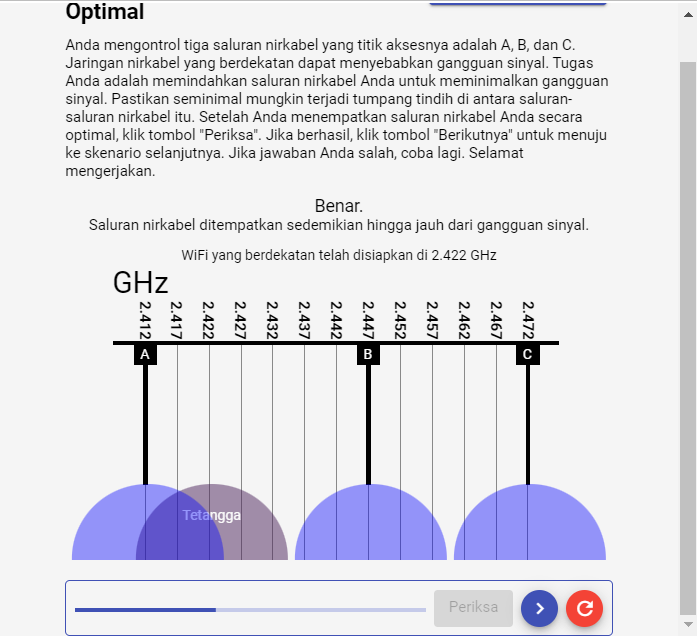 Optimal
Anda mengontrol tiga saluran nirkabel yang titik aksesnya adalah A, B, dan C.
Jaringan nirkabel yang berdekatan dapat menyebabkan gangguan sinyal. Tugas
Anda adalah memindahkan saluran nirkabel Anda untuk meminimalkan gangguan
sinyal. Pastikan seminimal mungkin terjadi tumpang tindih di antara saluran-
saluran nirkabel itu. Setelah Anda menempatkan saluran nirkabel Anda secara
optimal, klik tombol "Periksa". Jika berhasil, klik tombol "Berikutnya" untuk menuju
ke skenario selanjutnya. Jika jawaban Anda salah, coba lagi. Selamat
mengerjakan.
Benar.
Saluran nirkabel ditempatkan sedemikian hingga jauh dari gangguan sinyal.
WiFi yang berdekatan telah disiapkan di 2.422 GHz
GHz
2.412 2.417 2.422 2.427 2.432 2.437 2.442 2.447 2.452 2.457 2.462 2.467 2.472
A B C
Tetangga
Periksa